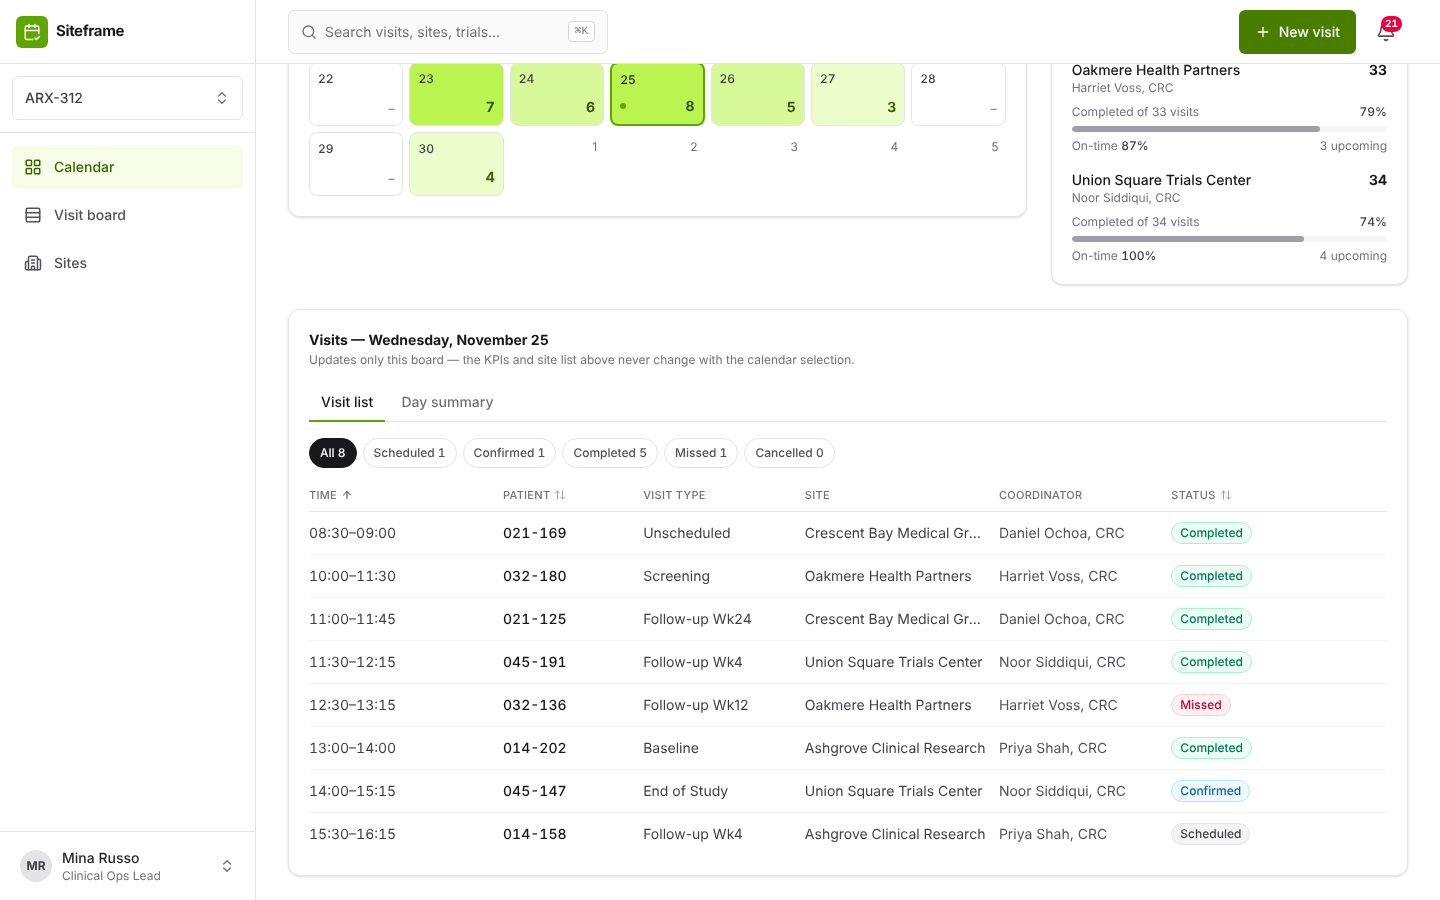 Siteframe
Search visits, sites, trials...
⌘K
New visit
21
ARX-312
Calendar
Visit board
Sites
22 23 24 25 26 27 28
– 7 6 8 5 3 –
29 30 1 2 3 4 5
– 4
Oakmere Health Partners 33
Harriet Voss, CRC
Completed of 33 visits 79%
On-time 87% 3 upcoming
Union Square Trials Center 34
Noor Siddiqui, CRC
Completed of 34 visits 74%
On-time 100% 4 upcoming
Visits — Wednesday, November 25
Updates only this board — the KPIs and site list above never change with the calendar selection.
Visit list Day summary
All 8 Scheduled 1 Confirmed 1 Completed 5 Missed 1 Cancelled 0
TIME PATIENT VISIT TYPE SITE COORDINATOR STATUS
08:30–09:00 021-169 Unscheduled Crescent Bay Medical Gr... Daniel Ochoa, CRC Completed
10:00–11:30 032-180 Screening Oakmere Health Partners Harriet Voss, CRC Completed
11:00–11:45 021-125 Follow-up Wk24 Crescent Bay Medical Gr... Daniel Ochoa, CRC Completed
11:30–12:15 045-191 Follow-up Wk4 Union Square Trials Center Noor Siddiqui, CRC Completed
12:30–13:15 032-136 Follow-up Wk12 Oakmere Health Partners Harriet Voss, CRC Missed
13:00–14:00 014-202 Baseline Ashgrove Clinical Research Priya Shah, CRC Completed
14:00–15:15 045-147 End of Study Union Square Trials Center Noor Siddiqui, CRC Confirmed
15:30–16:15 014-158 Follow-up Wk4 Ashgrove Clinical Research Priya Shah, CRC Scheduled
MR
Mina Russo
Clinical Ops Lead